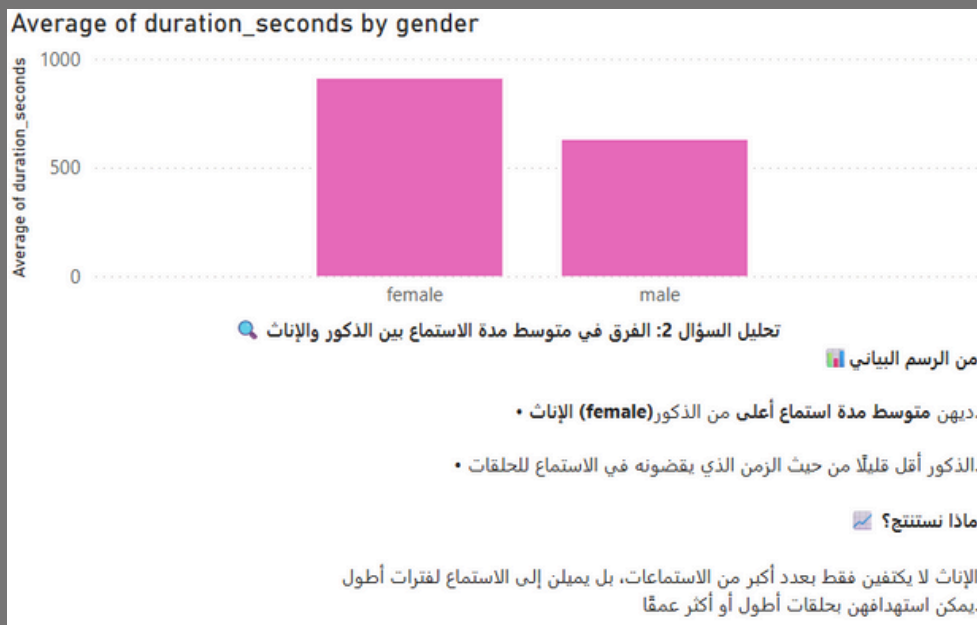 Average of duration_seconds by gender
Average of duration_seconds
1000
500
0
female
male
تحليل السؤال 2: الفرق في متوسط مدة الاستماع بين الذكور والإناث 🔍
من الرسم البياني 📊
.ديهن متوسط مدة استماع أعلى من الذكور(female) الإناث •
.الذكور أقل قليلًا من حيث الزمن الذي يقضونه في الاستماع للحلقات •
ماذا نستنتج؟ 📈
الإناث لا يكتفين فقط بعدد أكبر من الاستماعات، بل يميلن إلى الاستماع لفترات أطول
.يمكن استهدافهن بحلقات أطول أو أكثر عمقًا